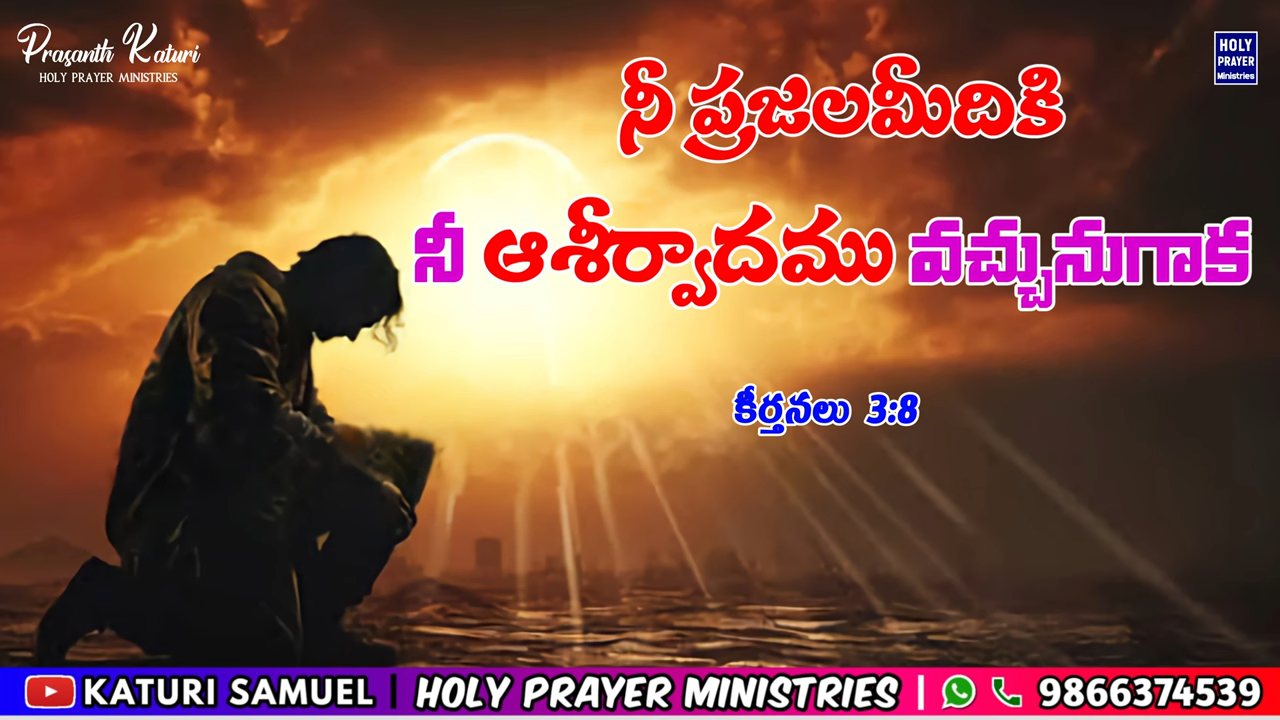 Prasanth Katuri
HOLY PRAYER MINISTRIES
HOLY
PRAYER
Ministries
నీ ప్రజలమీదికి
నీ ఆశీర్వాదము వచ్చునుగాక
కీర్తనలు 3:8
KATURI SAMUEL | HOLY PRAYER MINISTRIES | 9866374539